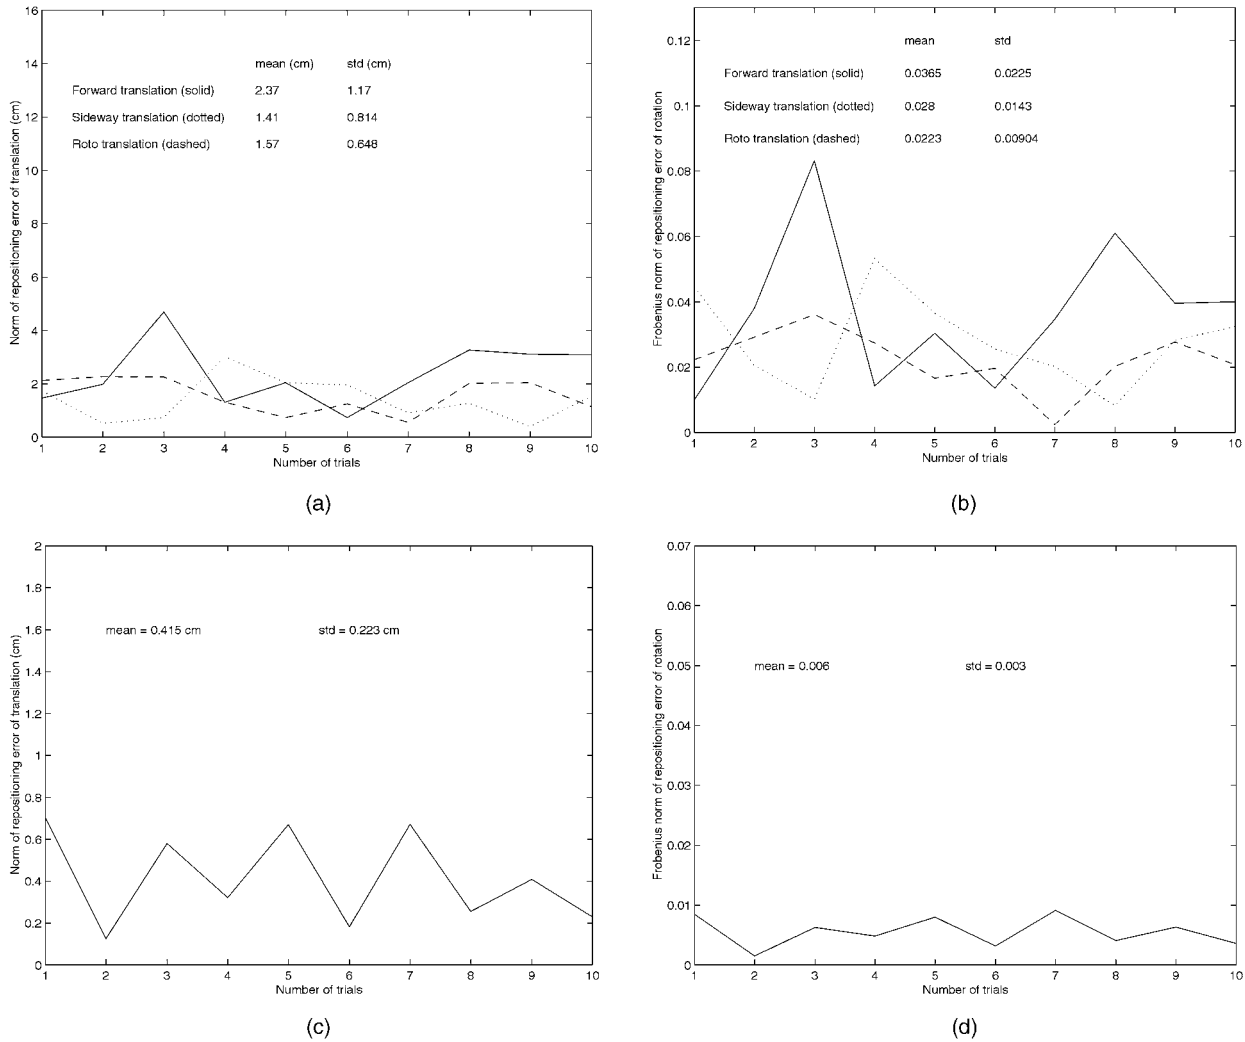 16
14
12
10
8
6
4
2
0
mean (cm) std (cm)
Forward translation (solid) 2.37 1.17
Sideway translation (dotted) 1.41 0.814
Roto translation (dashed) 1.57 0.648
Norm of repositioning error of translation (cm)
1 2 3 4 5 6 7 8 9 10
Number of trials
(a)
0.12
0.1
0.08
0.06
0.04
0.02
0
mean std
Forward translation (solid) 0.0365 0.0225
Sideway translation (dotted) 0.028 0.0143
Roto translation (dashed) 0.0223 0.00904
Frobenius norm of repositioning error of rotation
1 2 3 4 5 6 7 8 9 10
Number of trials
(b)
2
1.8
1.6
1.4
1.2
1
0.8
0.6
0.4
0.2
0
mean = 0.415 cm std = 0.223 cm
Norm of repositioning error of translation (cm)
1 2 3 4 5 6 7 8 9 10
Number of trials
(c)
0.07
0.06
0.05
0.04
0.03
0.02
0.01
0
mean = 0.006 std = 0.003
Frobenius norm of repositioning error of rotation
1 2 3 4 5 6 7 8 9 10
Number of trials
(d)